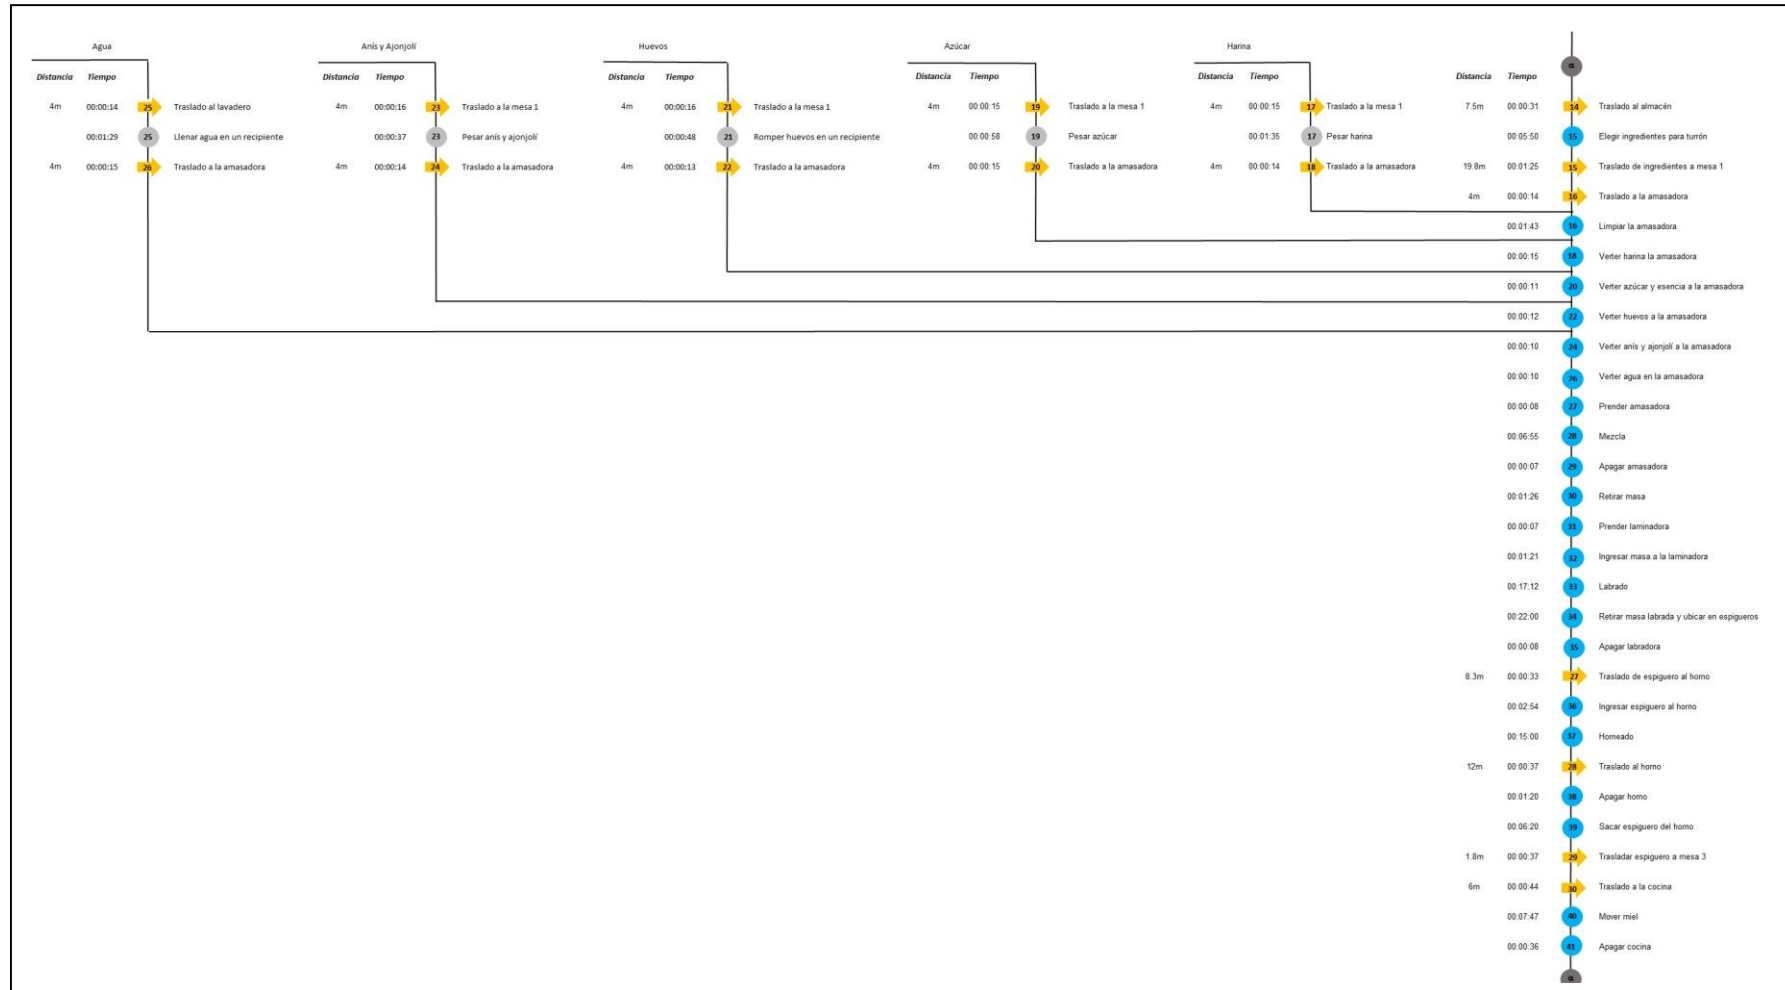 Agua
Distancia Tiempo
4m 00:00:14 25 Traslado al lavadero
00:01:29 25 Llenar agua en un recipiente
4m 00:00:15 26 Traslado a la amasadora
Anís y Ajonjolí
Distancia Tiempo
4m 00:00:16 23 Traslado a la mesa 1
00:00:37 23 Pesar anís y ajonjolí
4m 00:00:14 24 Traslado a la amasadora
Huevos
Distancia Tiempo
4m 00:00:16 21 Traslado a la mesa 1
00:00:48 21 Romper huevos en un recipiente
4m 00:00:13 22 Traslado a la amasadora
Azúcar
Distancia Tiempo
4m 00:00:15 19 Traslado a la mesa 1
00:00:58 19 Pesar azúcar
4m 00:00:15 20 Traslado a la amasadora
Harina
Distancia Tiempo
4m 00:00:15 17 Traslado a la mesa 1
00:01:35 17 Pesar harina
4m 00:00:14 18 Traslado a la amasadora
Distancia Tiempo
7.5m 00:00:31 14 Traslado al almacén
00:05:50 15 Elegir ingredientes para turrón
19.8m 00:01:25 15 Traslado de ingredientes a mesa 1
4m 00:00:14 16 Traslado a la amasadora
00:01:43 16 Limpiar la amasadora
00:00:15 18 Verter harina la amasadora
00:00:11 20 Verter azúcar y esencia a la amasadora
00:00:12 22 Verter huevos a la amasadora
00:00:10 24 Verter anís y ajonjolí a la amasadora
00:00:10 26 Verter agua en la amasadora
00:00:08 27 Prender amasadora
00:06:55 28 Mezcla
00:00:07 29 Apagar amasadora
00:01:26 30 Retirar masa
00:00:07 31 Prender laminadora
00:01:21 32 Ingresar masa a la laminadora
00:17:12 33 Labrado
00:22:00 34 Retirar masa labrada y ubicar en espigueros
00:00:08 35 Apagar labradora
8.3m 00:00:33 27 Traslado de espiguero al horno
00:02:54 36 Ingresar espiguero al horno
00:15:00 37 Horneado
12m 00:00:37 28 Traslado al horno
00:01:20 38 Apagar horno
00:06:20 39 Sacar espiguero del horno
1.8m 00:00:37 29 Trasladar espiguero a mesa 3
6m 00:00:44 30 Traslado a la cocina
00:07:47 40 Mover miel
00:00:36 41 Apagar cocina